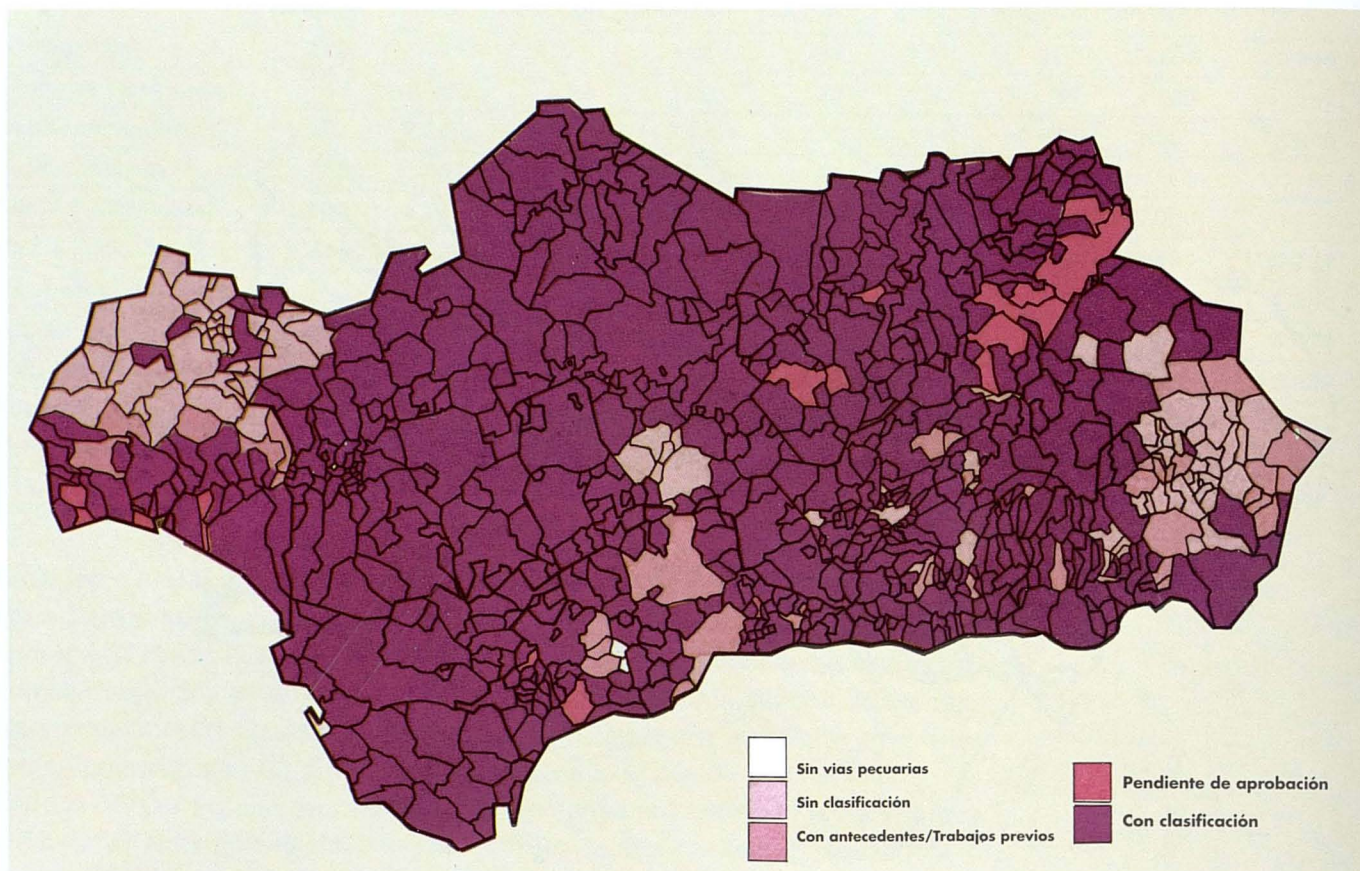 Sin vias pecuarias
Sin clasificación
Con antecedentes/Trabajos previos
Pendiente de aprobación
Con clasificación